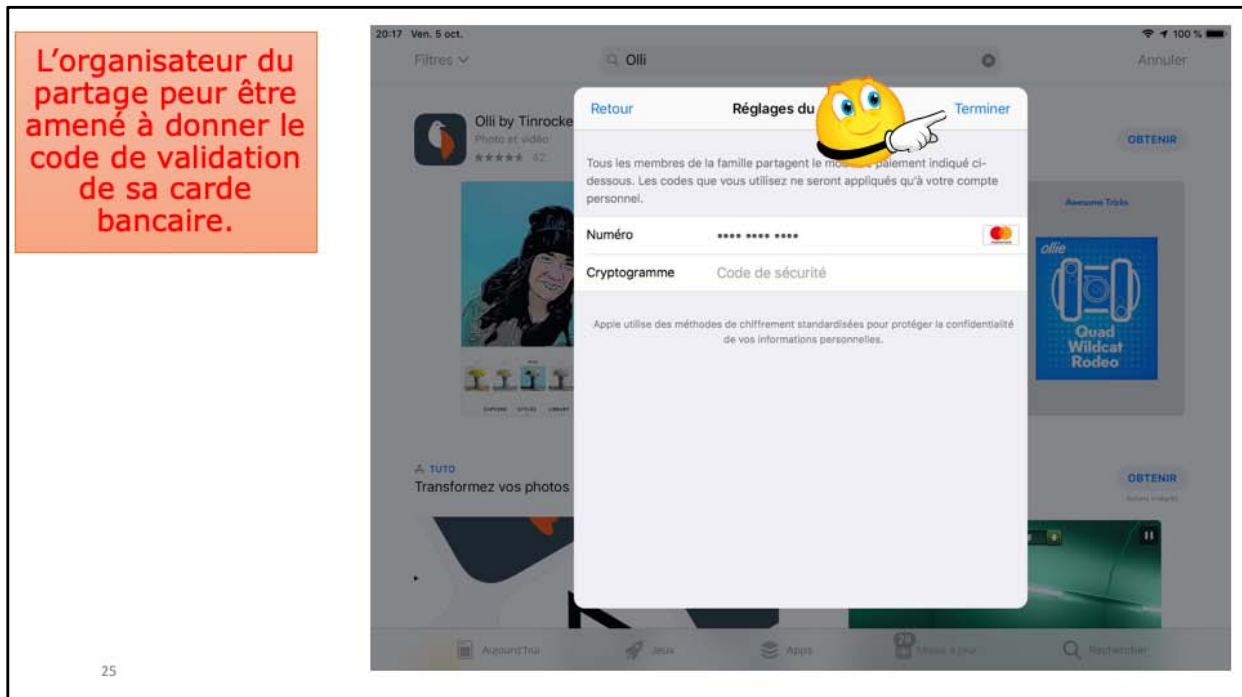 L'organisateur du
partage peur être
amené à donner le
code de validation
de sa carde
bancaire.
20:17 Ven. 5 oct.
100 %
Filtres
Olli
Annuler
Retour
Réglages du
Terminer
Olli by Tinrocke
Photo et vidéo
42
OBTENIR
Tous les membres de la famille partagent le paiement indiqué ci-
dessous. Les codes que vous utilisez ne seront appliqués qu'à votre compte
personnel.
Numéro
•••• •••• ••••
Cryptogramme
Code de sécurité
Apple utilise des méthodes de chiffrement standardisées pour protéger la confidentialité
de vos informations personnelles.
Awesome Tricks
ollie
Quad
Wildcat
Rodeo
CAPTURE STYLES LIBRARY
TUTO
Transformez vos photos
OBTENIR
Aujourd'hui
Jeux
Apps
Mises à jour
Rechercher
25